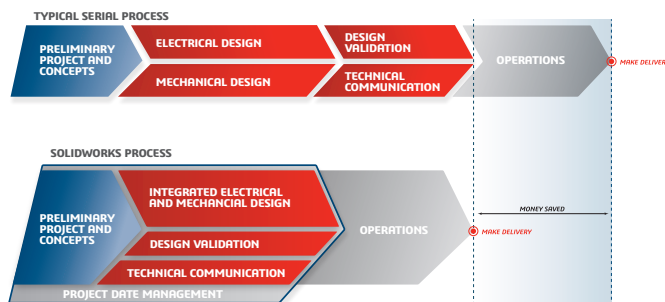 TYPICAL SERIAL PROCESS
PRELIMINARY
PROJECT AND
CONCEPTS
ELECTRICAL DESIGN
MECHANICAL DESIGN
DESIGN
VALIDATION
TECHNICAL
COMMUNICATION
OPERATIONS
MAKE DELIVERY
SOLIDWORKS PROCESS
PRELIMINARY
PROJECT AND
CONCEPTS
INTEGRATED ELECTRICAL
AND MECHANCIAL DESIGN
DESIGN VALIDATION
TECHNICAL COMMUNICATION
PROJECT DATE MANAGEMENT
OPERATIONS
MAKE DELIVERY
MONEY SAVED